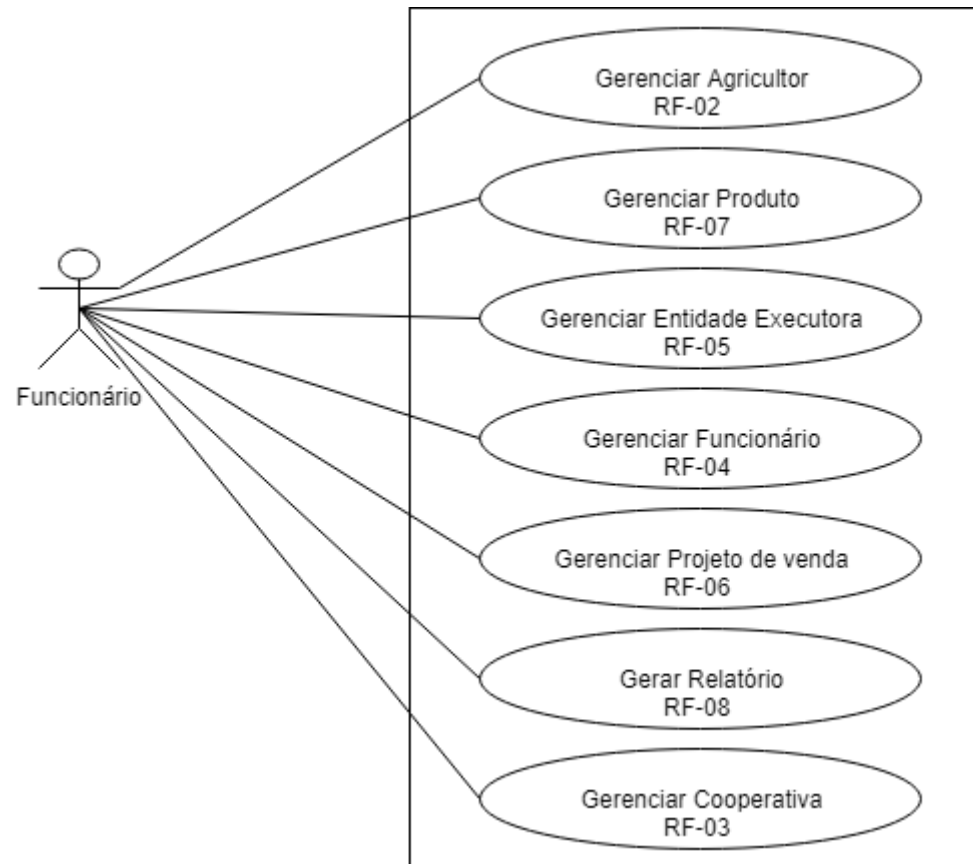 Gerenciar Agricultor
RF-02
Gerenciar Produto
RF-07
Gerenciar Entidade Executora
RF-05
Funcionário
Gerenciar Funcionário
RF-04
Gerenciar Projeto de venda
RF-06
Gerar Relatório
RF-08
Gerenciar Cooperativa
RF-03